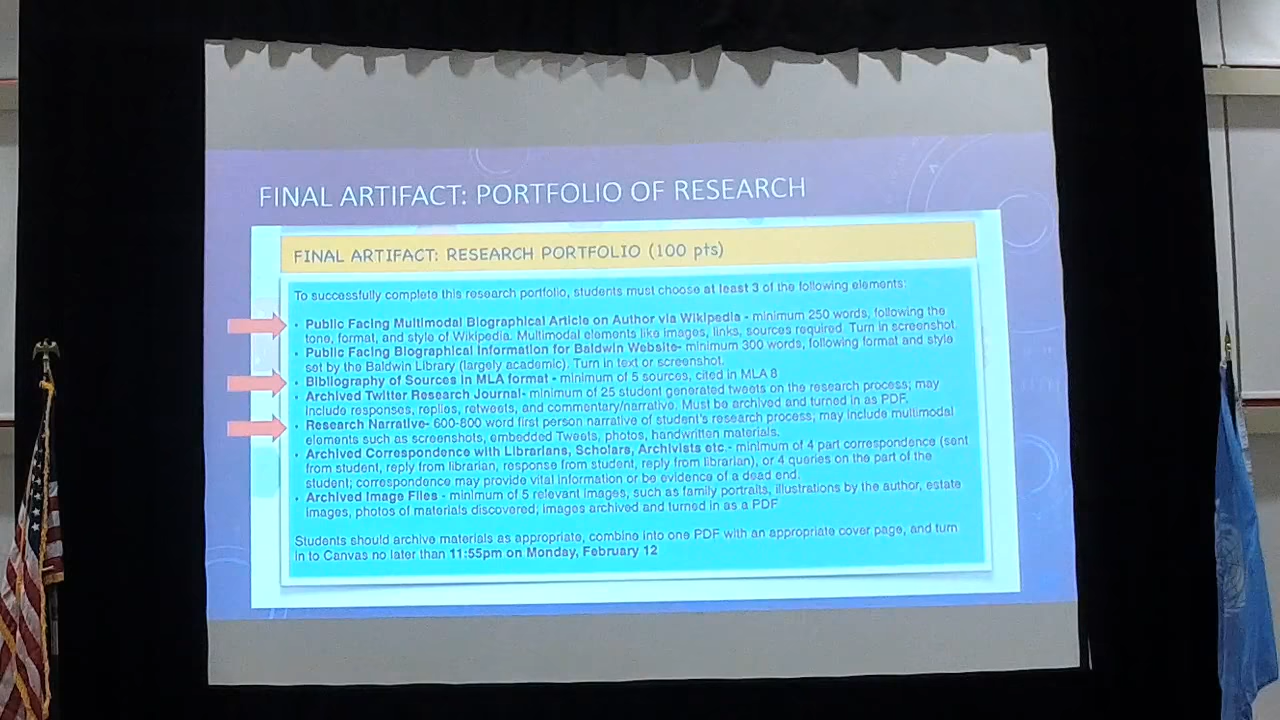 FINAL ARTIFACT: PORTFOLIO OF RESEARCH
FINAL ARTIFACT: RESEARCH PORTFOLIO (100 pts)
To successfully complete this research portfolio, students must choose at least 3 of the following elements:
• Public Facing Multimodal Biographical Article on Author via Wikipedia - minimum 250 words, following the
tone, format, and style of Wikipedia. Multimodal elements like images, links, sources required. Turn in screenshot.
• Public Facing Biographical Information for Baldwin Website- minimum 300 words, following format and style
set by the Baldwin Library (largely academic). Turn in text or screenshot.
• Bibliography of Sources in MLA format - minimum of 5 sources, cited in MLA 8
• Archived Twitter Research Journal- minimum of 25 student generated tweets on the research process; may
include responses, replies, retweets, and commentary/narrative. Must be archived and turned in as PDF.
• Research Narrative- 600-800 word first person narrative of student's research process, may include multimodal
elements such as screenshots, embedded Tweets, photos, handwritten materials.
• Archived Correspondence with Librarians, Scholars, Archivists etc.- minimum of 4 part correspondence (sent
from student, reply from librarian, response from student, reply from librarian), or 4 queries on the part of the
student; correspondence may provide vital information or be evidence of a dead end.
• Archived Image Files - minimum of 5 relevant images, such as family portraits, illustrations by the author, estate
images, photos of materials discovered; images archived and turned in as a PDF
Students should archive materials as appropriate, combine into one PDF with an appropriate cover page, and turn
in to Canvas no later than 11:55pm on Monday, February 12